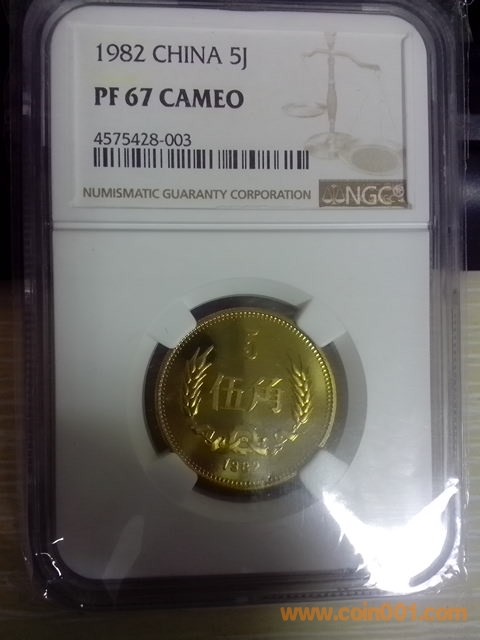 1982 CHINA 5J
PF 67 CAMEO
4575428-003
NUMISMATIC GUARANTY CORPORATION
NGC®
5
伍角
1982
www.coin001.com